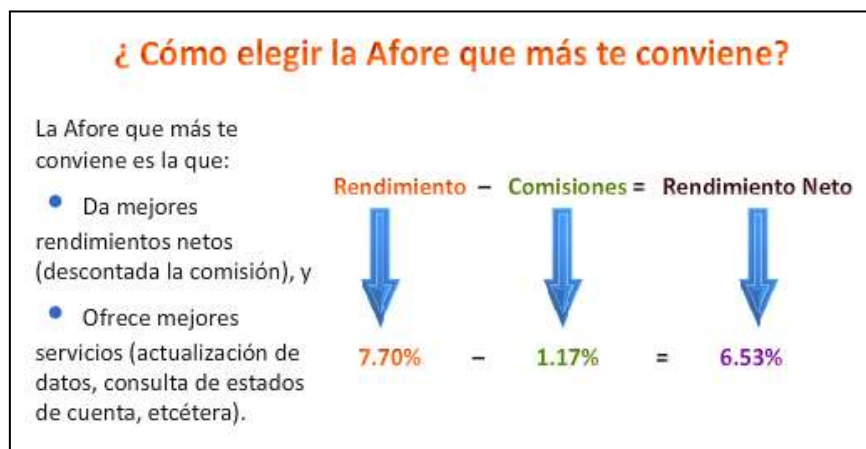 ¿ Cómo elegir la Afore que más te conviene?
La Afore que más te
conviene es la que:
• Da mejores
rendimientos netos
(descontada la comisión), y
• Ofrece mejores
servicios (actualización de
datos, consulta de estados
de cuenta, etcétera).
Rendimiento – Comisiones = Rendimiento Neto
7.70% – 1.17% = 6.53%